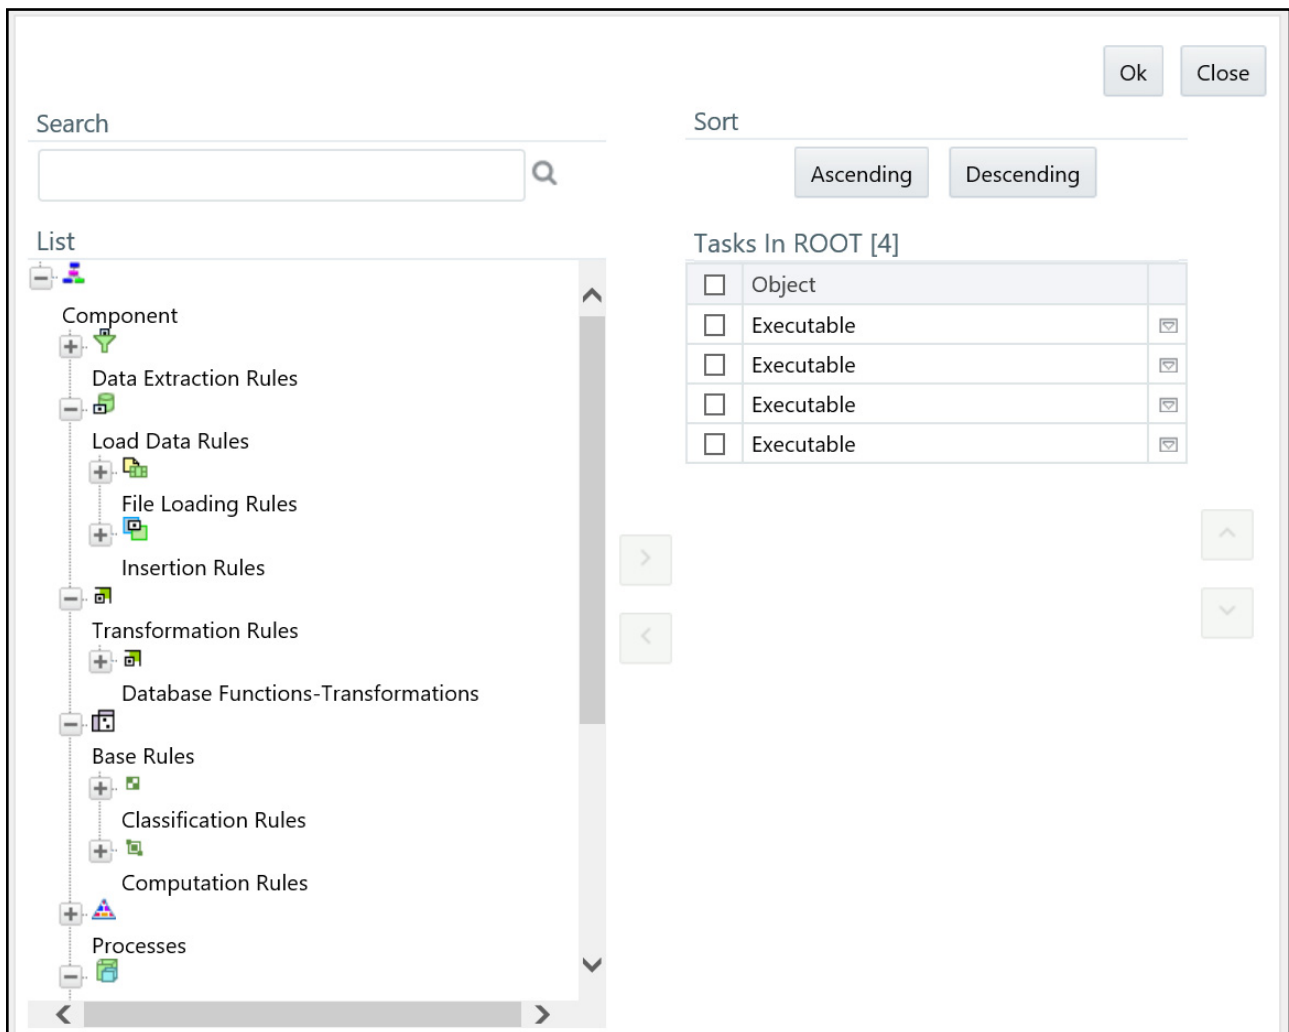 Ok Close
Search
Sort
Ascending Descending
List
Tasks In ROOT [4]
Object
Executable
Executable
Executable
Executable
Component
Data Extraction Rules
Load Data Rules
File Loading Rules
Insertion Rules
Transformation Rules
Database Functions-Transformations
Base Rules
Classification Rules
Computation Rules
Processes